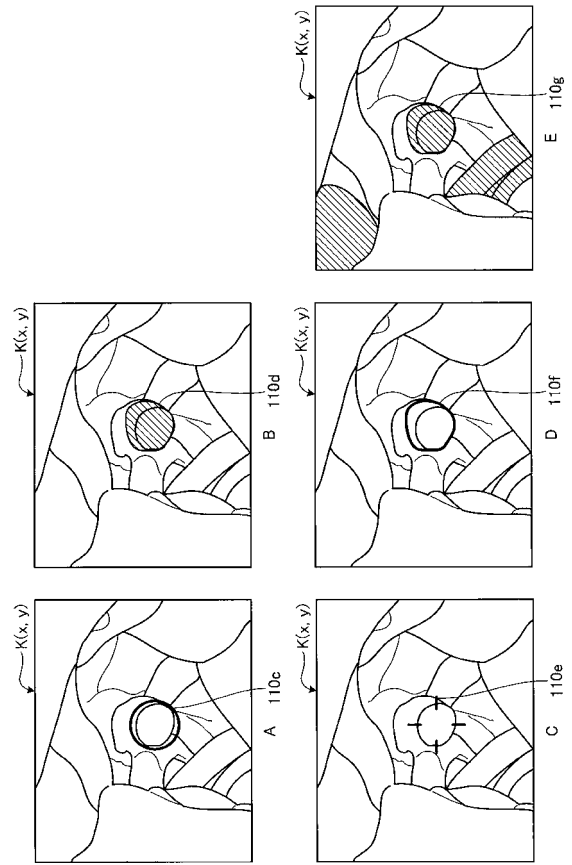 K(x, y)
110c
A
K(x, y)
110d
B
K(x, y)
110e
C
K(x, y)
110f
D
K(x, y)
110g
E